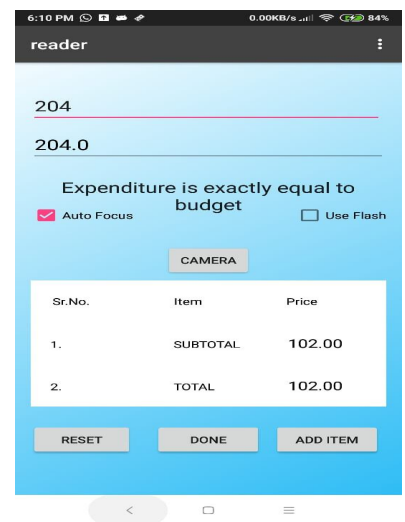 6:10 PM 0.00KB/s 84%
reader
204
204.0
Expenditure is exactly equal to
budget
Auto Focus Use Flash
CAMERA
Sr.No. Item Price
1. SUBTOTAL 102.00
2. TOTAL 102.00
RESET DONE ADD ITEM